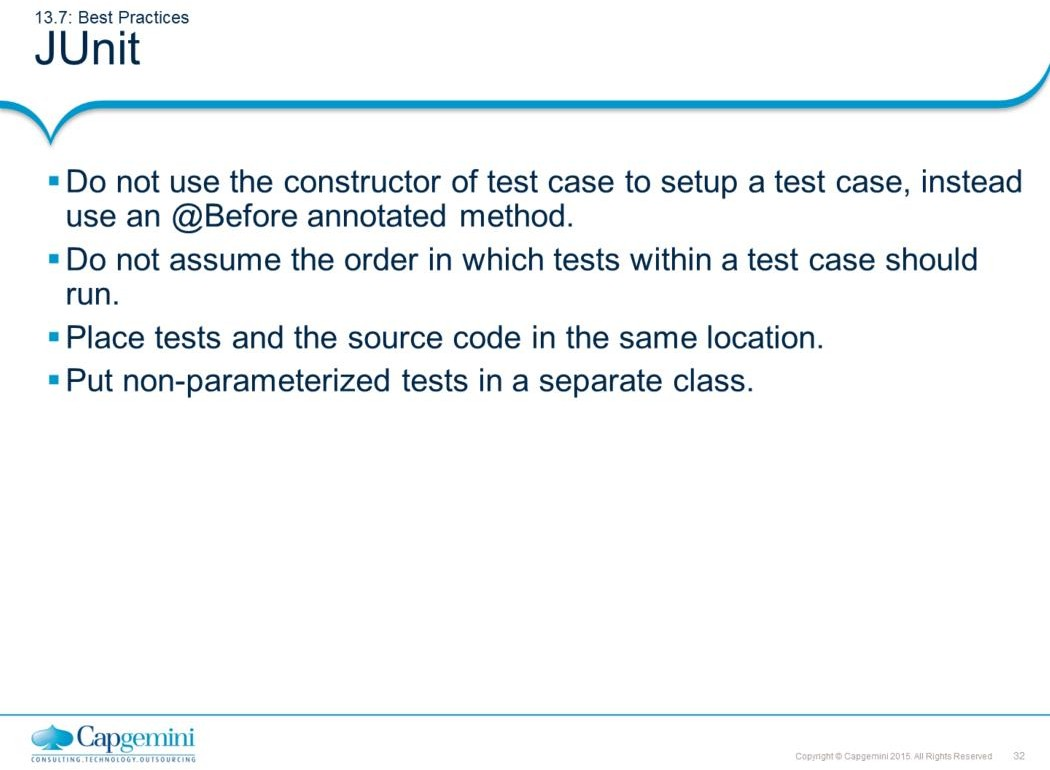 13.7: Best Practices
JUnit
▪ Do not use the constructor of test case to setup a test case, instead
use an @Before annotated method.
▪ Do not assume the order in which tests within a test case should
run.
▪ Place tests and the source code in the same location.
▪ Put non-parameterized tests in a separate class.
Capgemini
CONSULTING.TECHNOLOGY.OUTSOURCING
Copyright © Capgemini 2015. All Rights Reserved 32